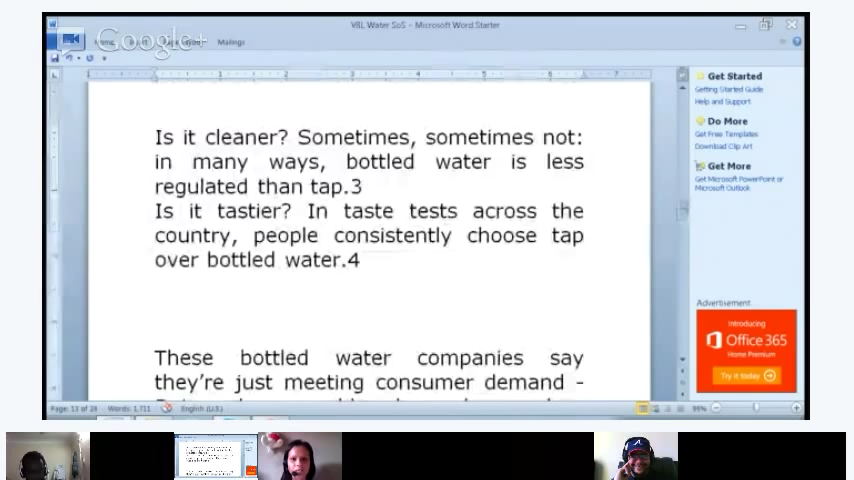 VBL Water SoS - Microsoft Word Starter
Google+
Mailings
Is it cleaner? Sometimes, sometimes not:
in many ways, bottled water is less
regulated than tap.3
Is it tastier? In taste tests across the
country, people consistently choose tap
over bottled water.4
These bottled water companies say
they're just meeting consumer demand -
Get Started
Getting Started Guide
Help and Support
Do More
Get Free Templates
Download Clip Art
Get More
Get Microsoft PowerPoint or
Microsoft Outlook
Advertisement
Introducing
Office 365
Home Premium
Try it today
Page: 13 of 24
Words: 1,711
English (U.S.)